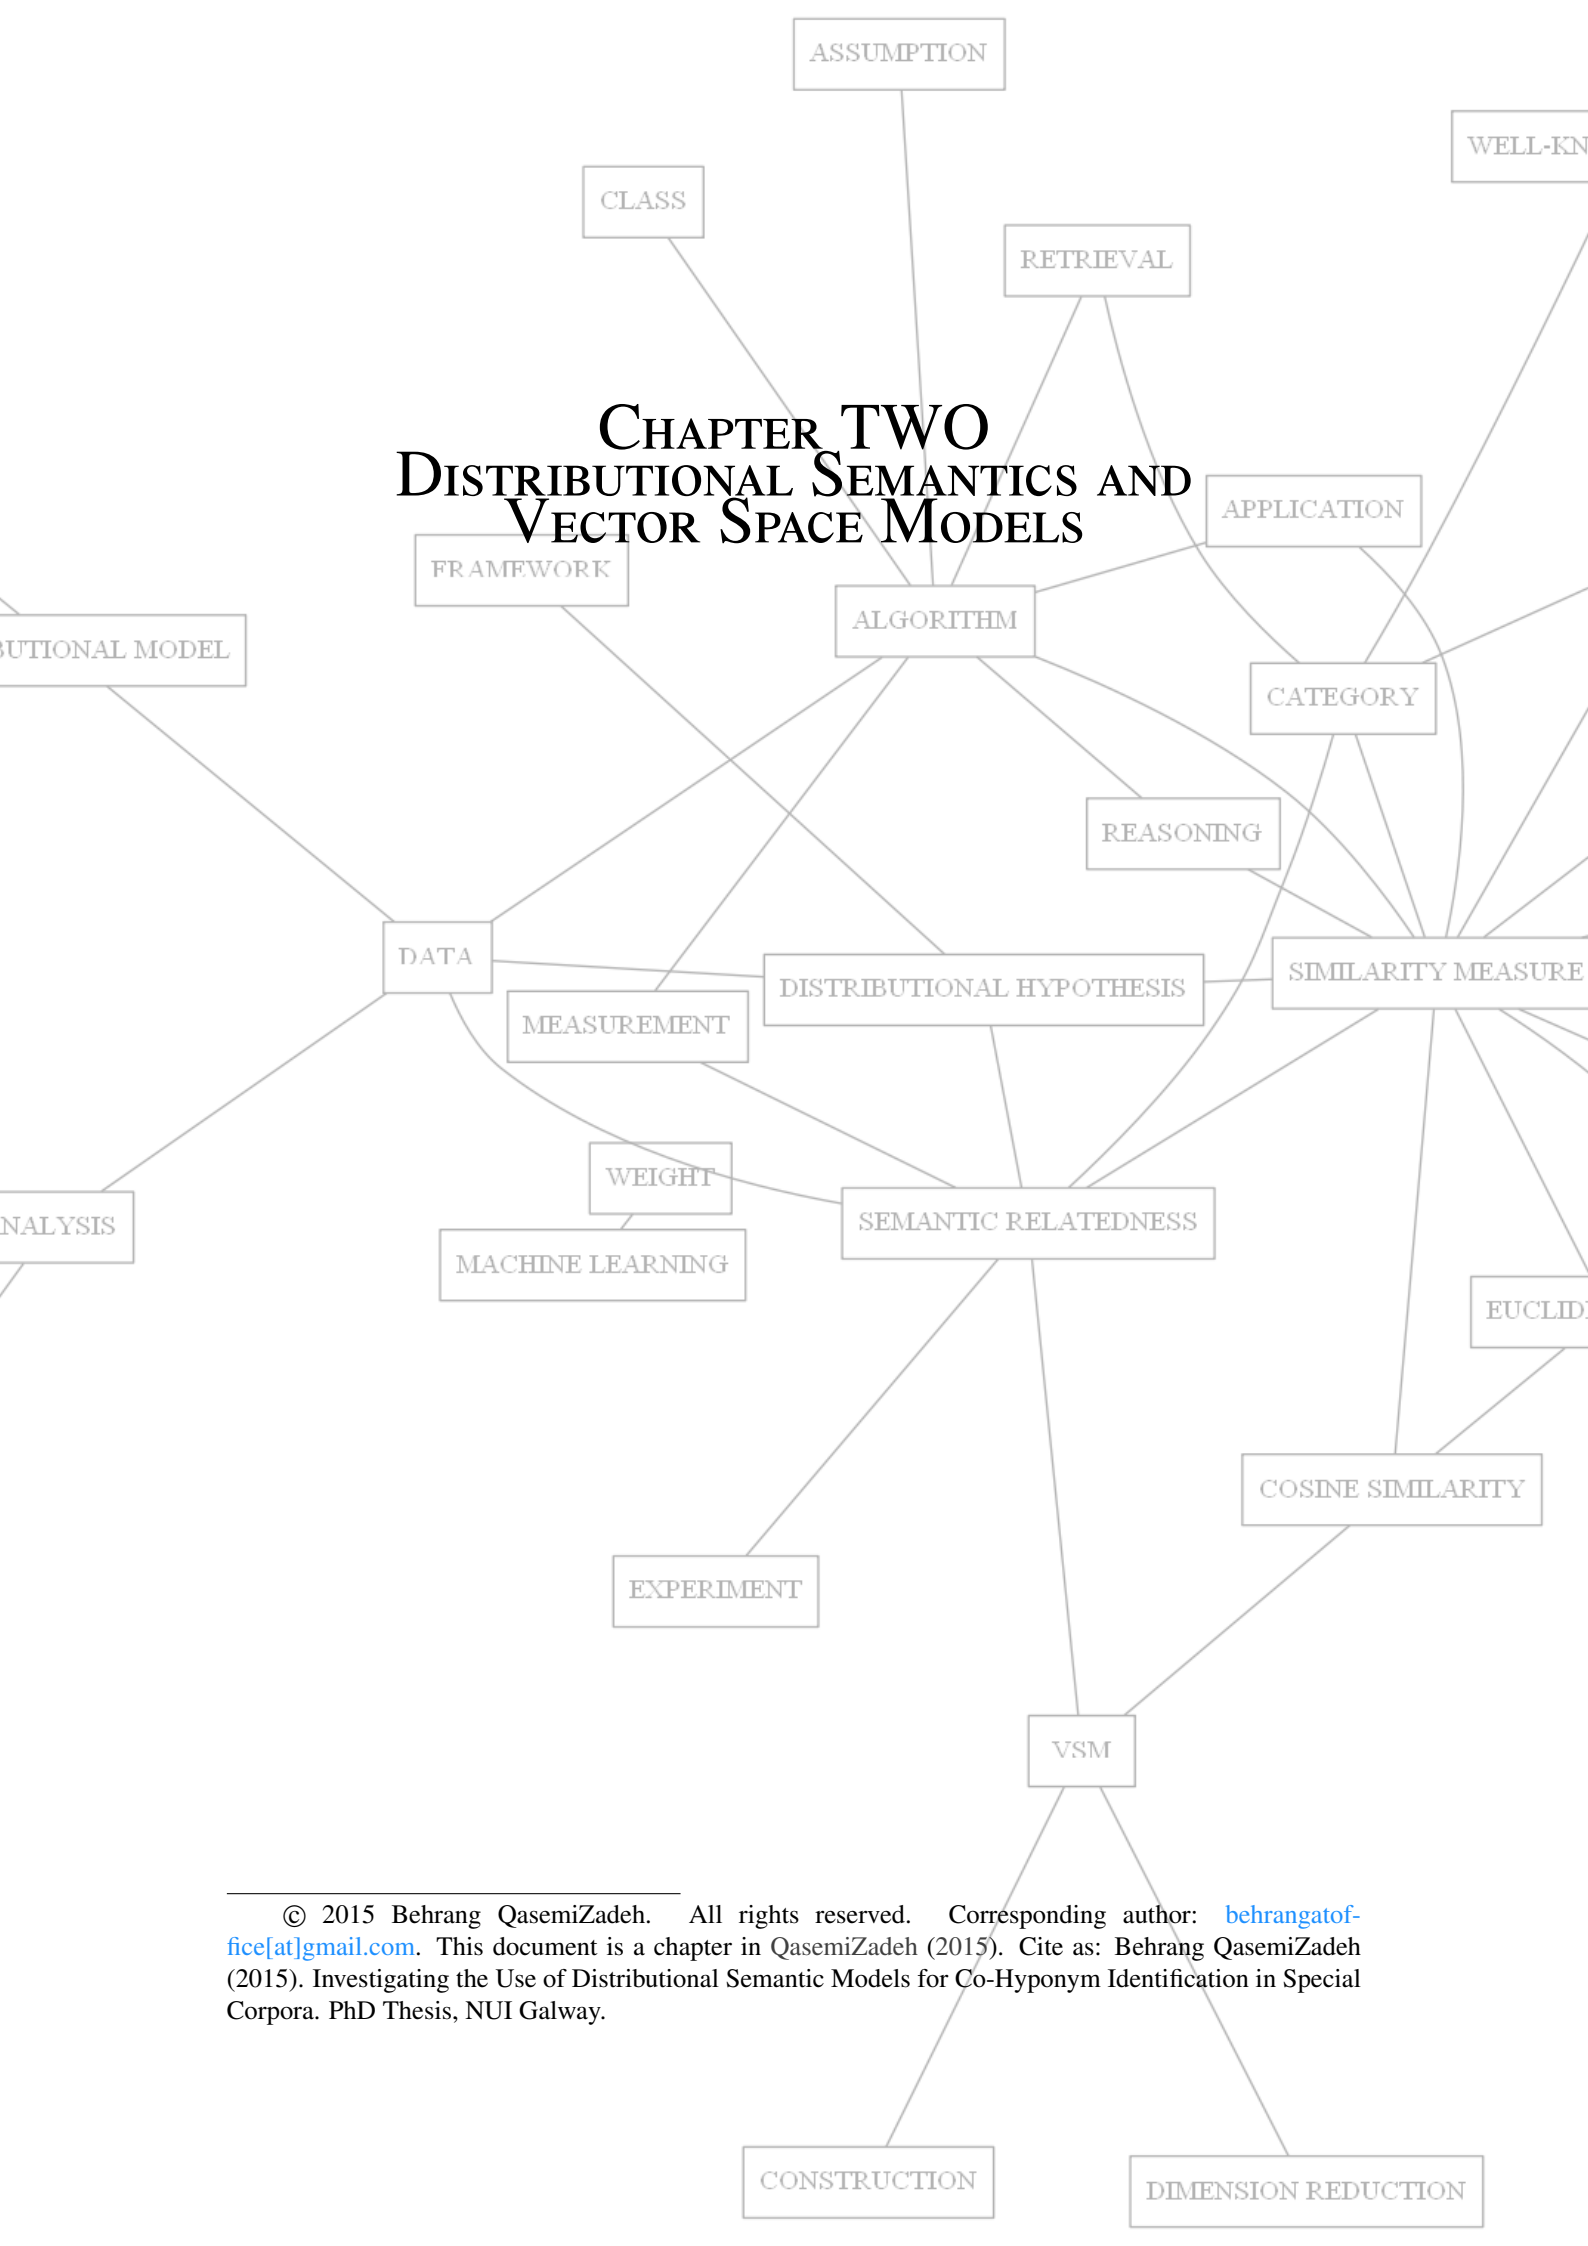 ASSUMPTION
WELL-KN
CLASS
RETRIEVAL
CHAPTER TWO
DISTRIBUTIONAL SEMANTICS AND
VECTOR SPACE MODELS
APPLICATION
FRAMEWORK
ALGORITHM
BUTIONAL MODEL
CATEGORY
REASONING
DATA
DISTRIBUTIONAL HYPOTHESIS
SIMILARITY MEASURE
MEASUREMENT
WEIGHT
SEMANTIC RELATEDNESS
NALYSIS
MACHINE LEARNING
EUCLID
COSINE SIMILARITY
EXPERIMENT
VSM
© 2015 Behrang QasemiZadeh. All rights reserved. Corresponding author: behrangatof-
fice[at]gmail.com. This document is a chapter in QasemiZadeh (2015). Cite as: Behrang QasemiZadeh
(2015). Investigating the Use of Distributional Semantic Models for Co-Hyponym Identification in Special
Corpora. PhD Thesis, NUI Galway.
CONSTRUCTION
DIMENSION REDUCTION